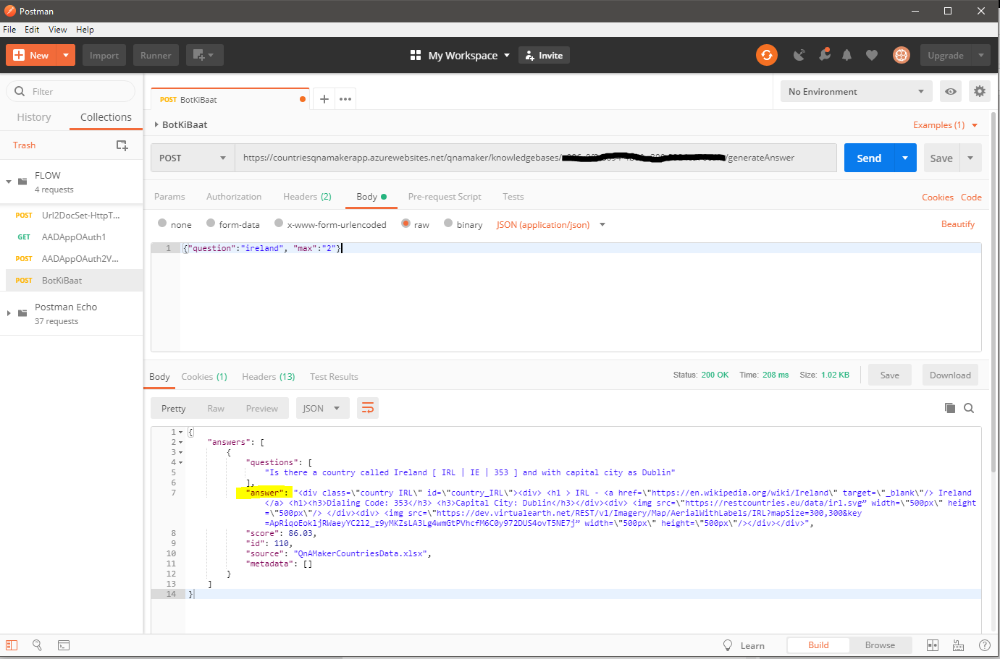 Postman
File Edit View Help
New Import Runner My Workspace Invite Upgrade
Filter
History Collections
Trash
FLOW
4 requests
POST Url2DocSet-HttpT...
GET AADAppOAuth1
POST AADAppOAuth2V...
POST BotKiBaat
Postman Echo
37 requests
POST BotKiBaat
No Environment
BotKiBaat
Examples (1)
POST https://countriesqnamakerapp.azurewebsites.net/qnamaker/knowledgebases/ /generateAnswer Send Save
Params Authorization Headers (2) Body Pre-request Script Tests Cookies Code
none form-data x-www-form-urlencoded raw binary JSON (application/json) Beautify
1 {"question":"ireland", "max":"2"}
Body Cookies (1) Headers (13) Test Results Status: 200 OK Time: 208 ms Size: 1.02 KB Save Download
Pretty Raw Preview JSON
1 {
2 "answers": [
3 {
4 "questions": [
5 "Is there a country called Ireland [ IRL | IE | 353 ] and with capital city as Dublin"
6 ],
7 "answer": "<div class=\"country IRL\" id=\"country_IRL\"><div> <h1 > IRL - <a href=\"https://en.wikipedia.org/wiki/Ireland\" target=\"_blank\"/> Ireland
</a> <h1><h3>Dialing Code: 353</h3> <h3>Capital City: Dublin</h3></div><div> <img src=\"https://restcountries.eu/data/irl.svg” width=\"500px\" height
=\"500px\"/> </div><div> <img src=\"https://dev.virtualearth.net/REST/v1/Imagery/Map/AerialWithLabels/IRL?mapSize=300,300&key
=ApRiqoEokljRWaeyYC2l2_z9yMKZsLA3Lg4wmGtPVhcfM6C0y972DUS4ovT5NE7j” width=\"500px\" height=\"500px\"/></div></div>",
8 "score": 86.03,
9 "id": 110,
10 "source": "QnAMakerCountriesData.xlsx",
11 "metadata": []
12 }
13 ]
14 }
Learn Build Browse